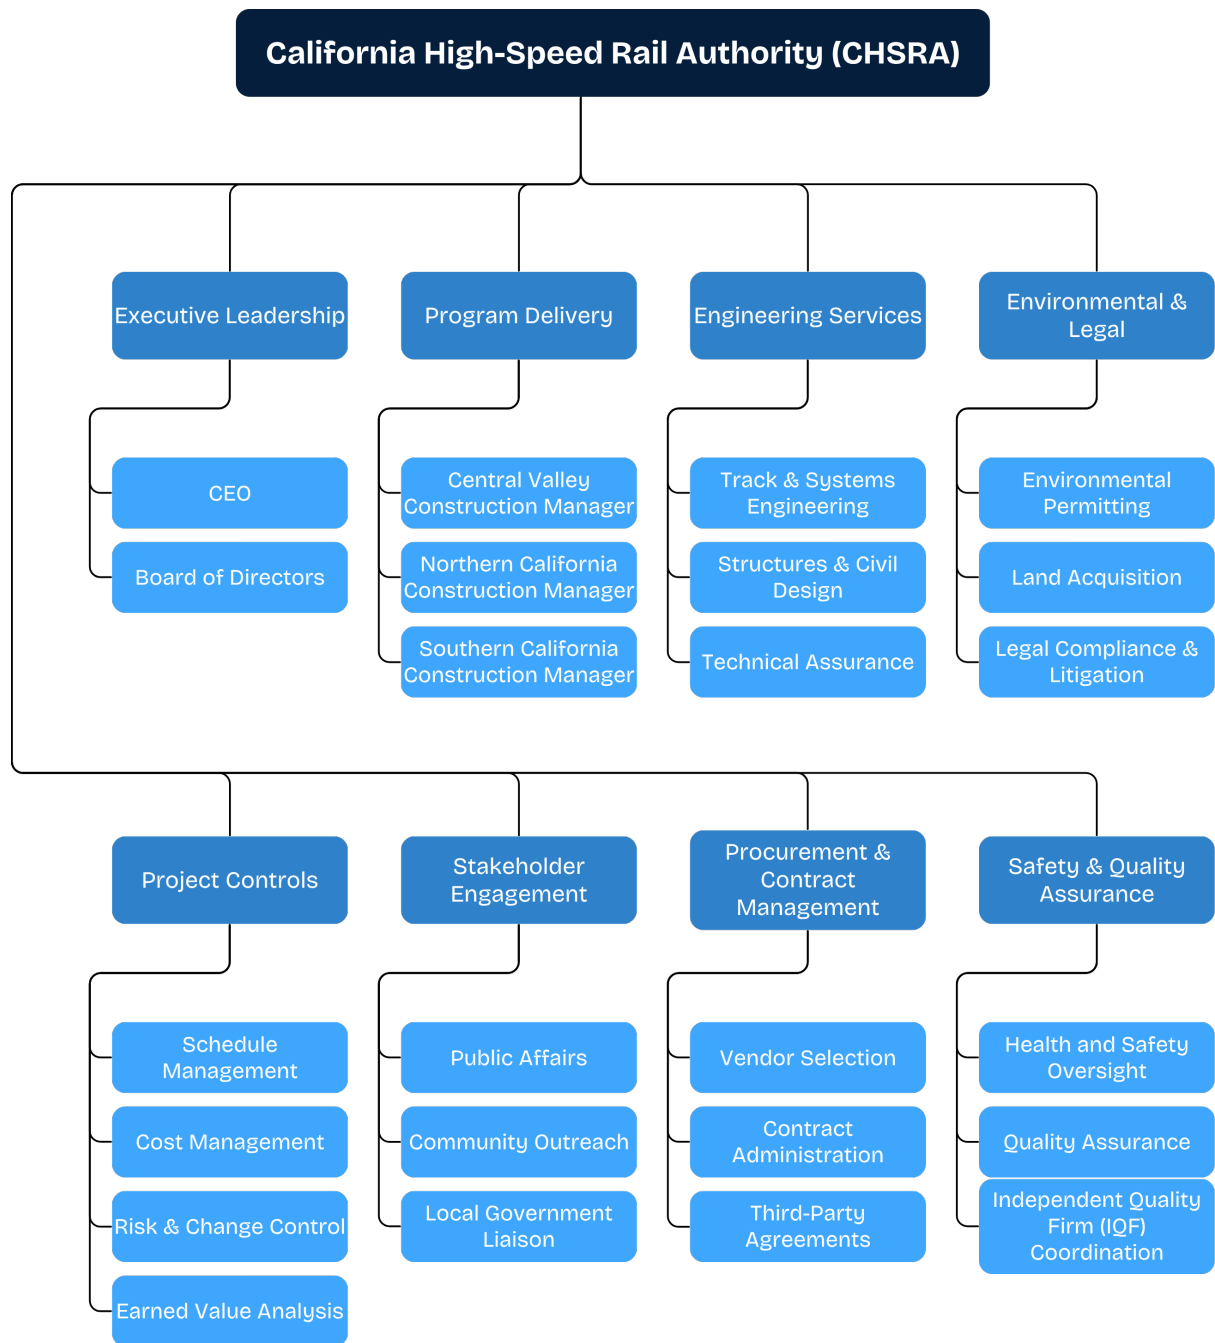 California High-Speed Rail Authority (CHSRA)
Executive Leadership
CEO
Board of Directors
Program Delivery
Central Valley
Construction Manager
Northern California
Construction Manager
Southern California
Construction Manager
Engineering Services
Track & Systems
Engineering
Structures & Civil
Design
Technical Assurance
Environmental &
Legal
Environmental
Permitting
Land Acquisition
Legal Compliance &
Litigation
Project Controls
Schedule
Management
Cost Management
Risk & Change Control
Earned Value Analysis
Stakeholder
Engagement
Public Affairs
Community Outreach
Local Government
Liaison
Procurement &
Contract
Management
Vendor Selection
Contract
Administration
Third-Party
Agreements
Safety & Quality
Assurance
Health and Safety
Oversight
Quality Assurance
Independent Quality
Firm (IQF)
Coordination